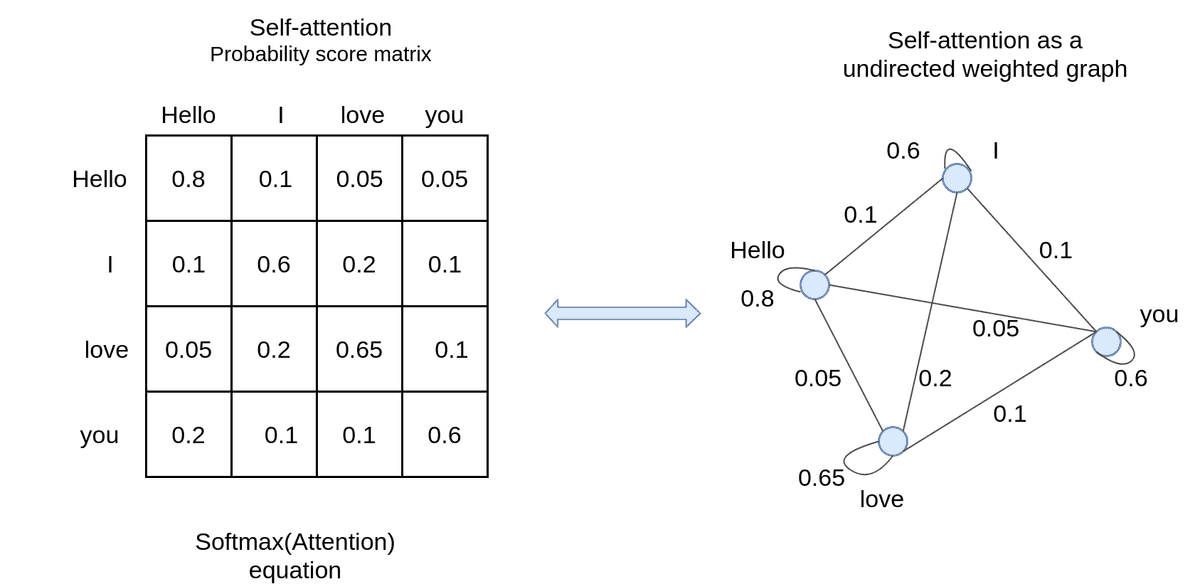 Self-attention
Probability score matrix
Hello I love you
Hello 0.8 0.1 0.05 0.05
I 0.1 0.6 0.2 0.1
love 0.05 0.2 0.65 0.1
you 0.2 0.1 0.1 0.6
Softmax(Attention)
equation
Self-attention as a
undirected weighted graph
0.6 I
0.1
0.1
Hello
0.8
0.05
you
0.05
0.2
0.6
0.1
0.65
love